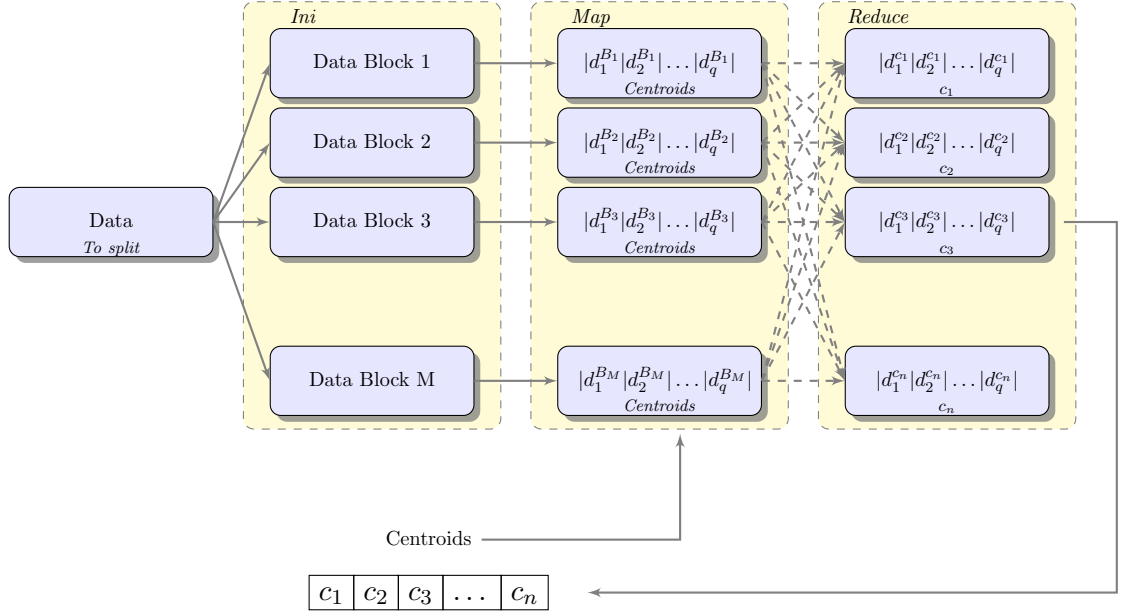 Ini
Map
Reduce
Data Block 1
|d_1^{B_1}|d_2^{B_1}|...|d_q^{B_1}|
Centroids
|d_1^{c_1}|d_2^{c_1}|...|d_q^{c_1}|
c_1
Data Block 2
|d_1^{B_2}|d_2^{B_2}|...|d_q^{B_2}|
Centroids
|d_1^{c_2}|d_2^{c_2}|...|d_q^{c_2}|
c_2
Data
To split
Data Block 3
|d_1^{B_3}|d_2^{B_3}|...|d_q^{B_3}|
Centroids
|d_1^{c_3}|d_2^{c_3}|...|d_q^{c_3}|
c_3
Data Block M
|d_1^{B_M}|d_2^{B_M}|...|d_q^{B_M}|
Centroids
|d_1^{c_n}|d_2^{c_n}|...|d_q^{c_n}|
c_n
Centroids
c_1 c_2 c_3 ... c_n